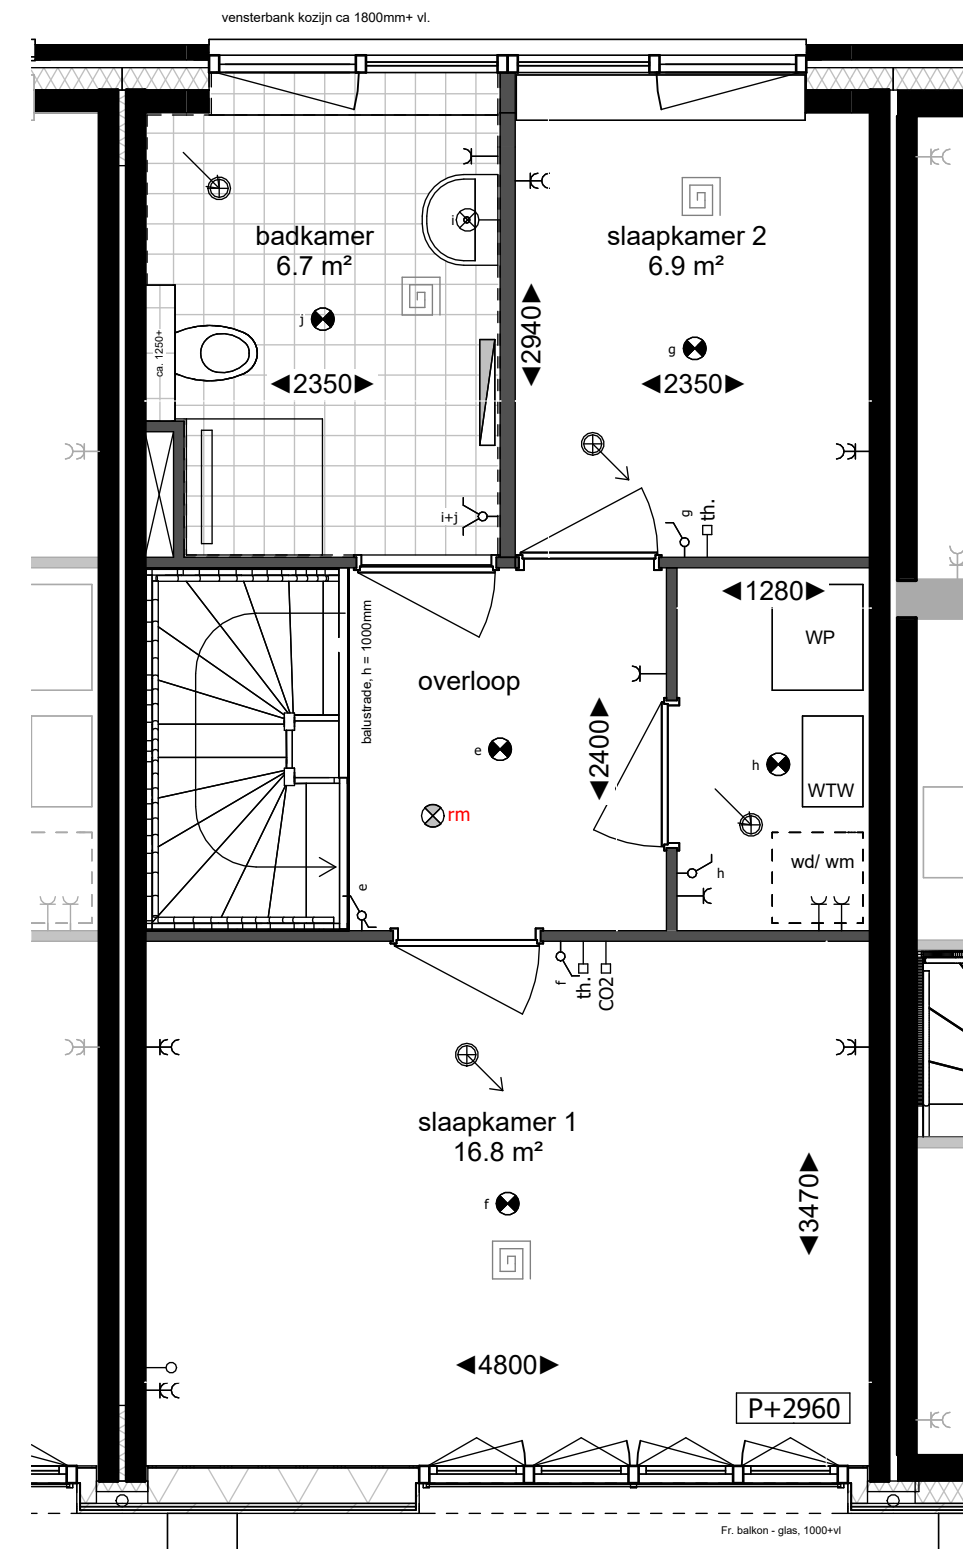 vensterbank kozijn ca 1800mm+ vl.
badkamer
6.7 m²
i
j
2350
ca. 1250+
i+j
slaapkamer 2
6.9 m²
2940
g
2350
g
th.
1280
WP
balustrade, h = 1000mm
overloop
e
2400
rm
h
WTW
wd/ wm
h
e
f
th.
CO2
slaapkamer 1
16.8 m²
f
3470
4800
P+2960
Fr. balkon - glas, 1000+vl